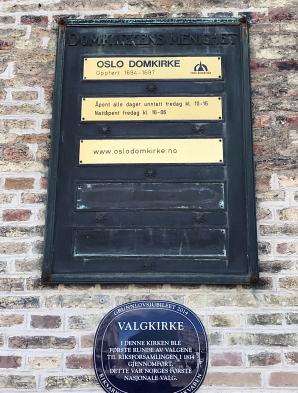 DOMKIRKENS MENIGHET
OSLO DOMKIRKE
Oppført 1694-1697
Åpent alle dager unntatt fredag kl. 10-16
Nattåpent fredag kl. 16-06
www.oslodomkirke.no
GRUNNLOVSJUBILEET 2014
VALGKIRKE
I DENNE KIRKEN BLE
FØRSTE RUNDE AV VALGENE
TIL RIKSFORSAMLINGEN I 1814
GJENNOMFØRT.
DETTE VAR NORGES FØRSTE
NASJONALE VALG.